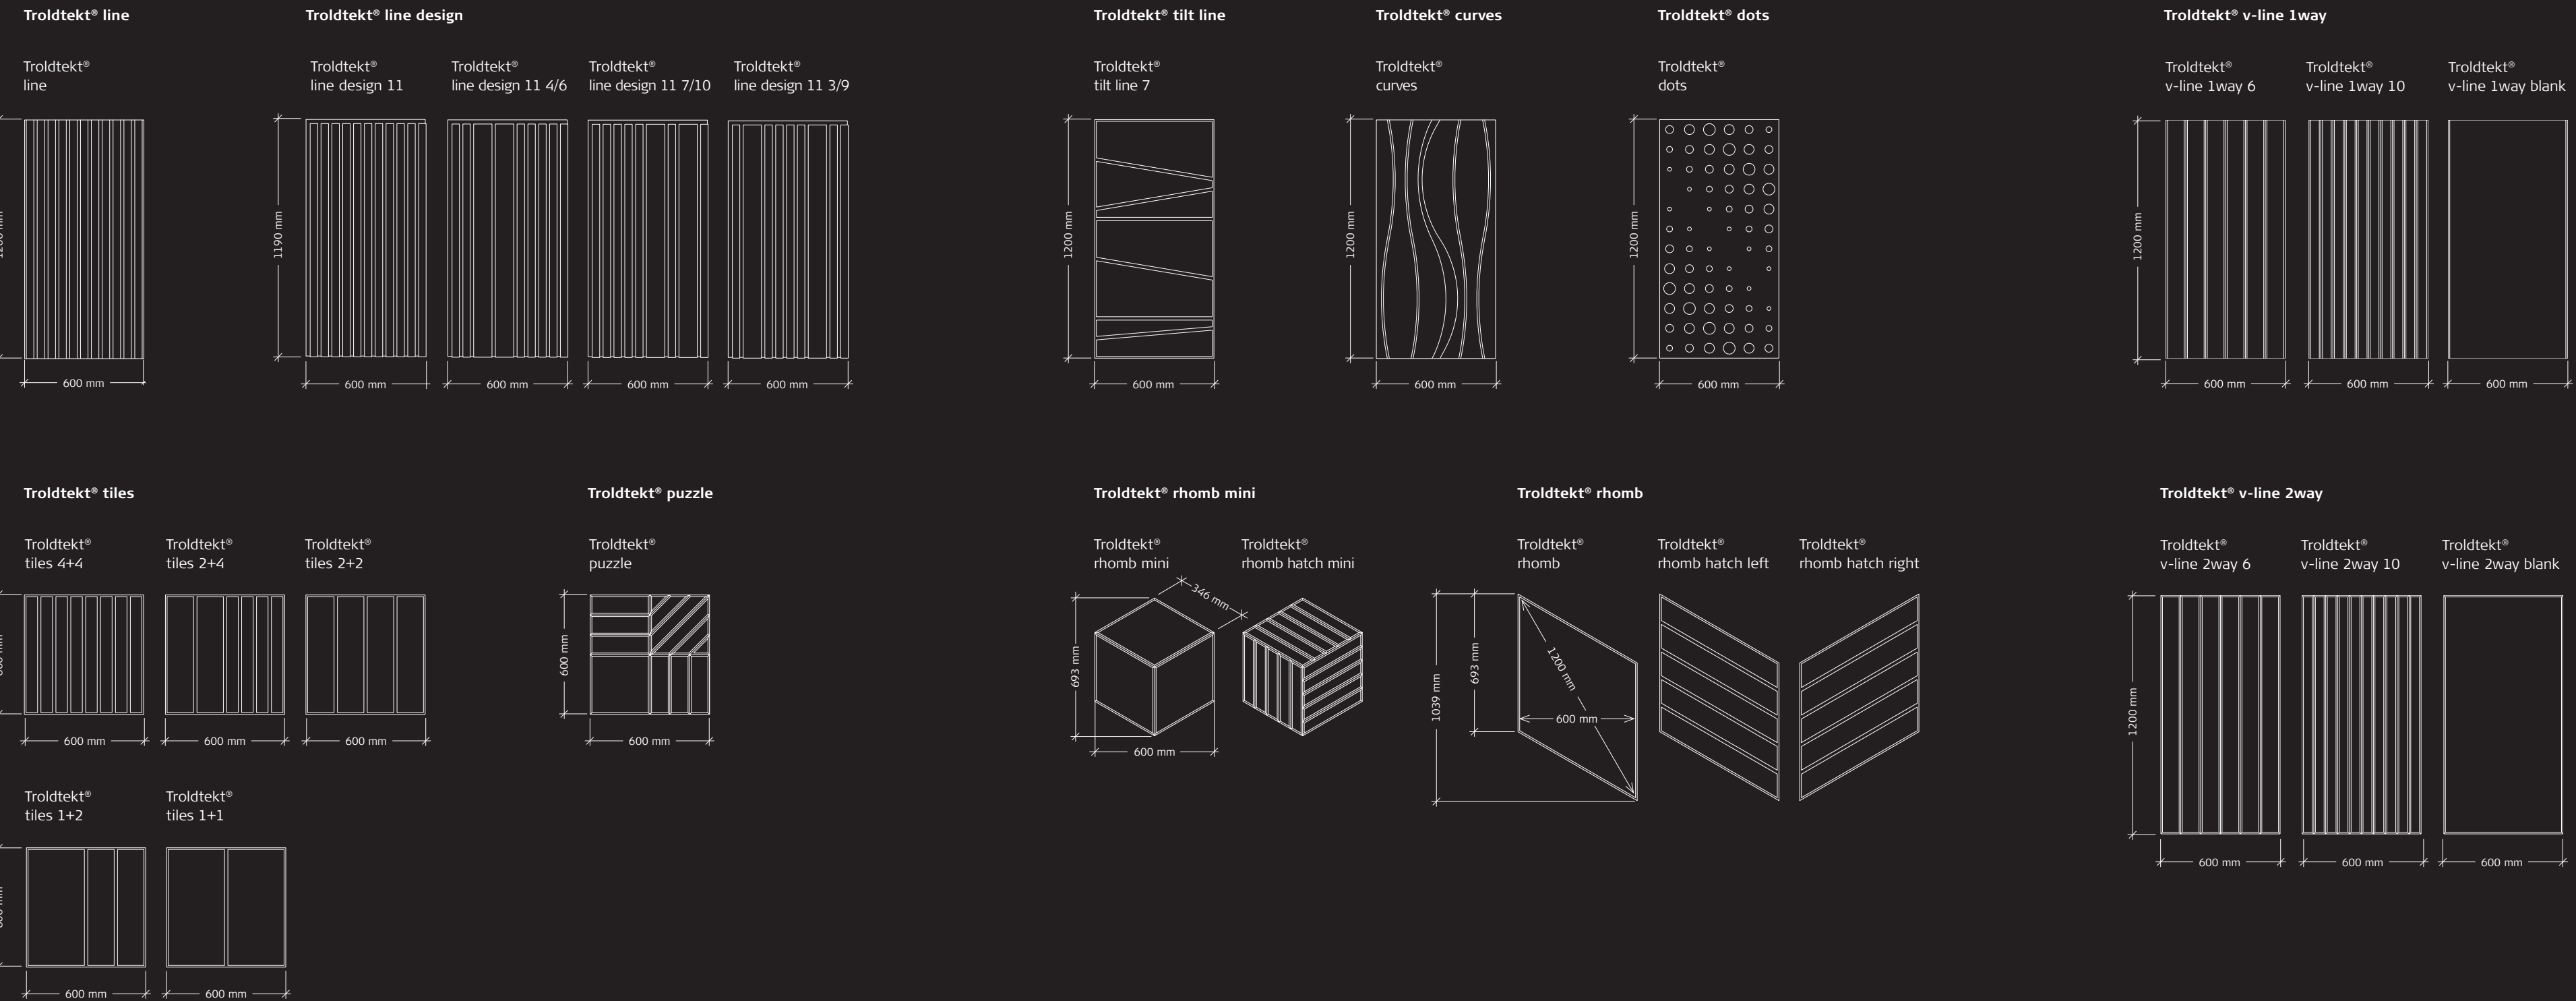 Troldtekt® line
Troldtekt®
line
600 mm
Troldtekt® line design
Troldtekt®
line design 11
Troldtekt®
line design 11 4/6
Troldtekt®
line design 11 7/10
Troldtekt®
line design 11 3/9
1190 mm
600 mm
600 mm
600 mm
600 mm
Troldtekt® tilt line
Troldtekt®
tilt line 7
1200 mm
600 mm
Troldtekt® curves
Troldtekt®
curves
1200 mm
600 mm
Troldtekt® dots
Troldtekt®
dots
1200 mm
600 mm
Troldtekt® v-line 1way
Troldtekt®
v-line 1way 6
Troldtekt®
v-line 1way 10
Troldtekt®
v-line 1way blank
1200 mm
600 mm
600 mm
600 mm
Troldtekt® tiles
Troldtekt®
tiles 4+4
Troldtekt®
tiles 2+4
Troldtekt®
tiles 2+2
600 mm
600 mm
600 mm
Troldtekt®
tiles 1+2
Troldtekt®
tiles 1+1
600 mm
600 mm
Troldtekt® puzzle
Troldtekt®
puzzle
600 mm
600 mm
Troldtekt® rhomb mini
Troldtekt®
rhomb mini
Troldtekt®
rhomb hatch mini
346 mm
693 mm
600 mm
Troldtekt® rhomb
Troldtekt®
rhomb
Troldtekt®
rhomb hatch left
Troldtekt®
rhomb hatch right
1039 mm
693 mm
1200 mm
600 mm
Troldtekt® v-line 2way
Troldtekt®
v-line 2way 6
Troldtekt®
v-line 2way 10
Troldtekt®
v-line 2way blank
1200 mm
600 mm
600 mm
600 mm